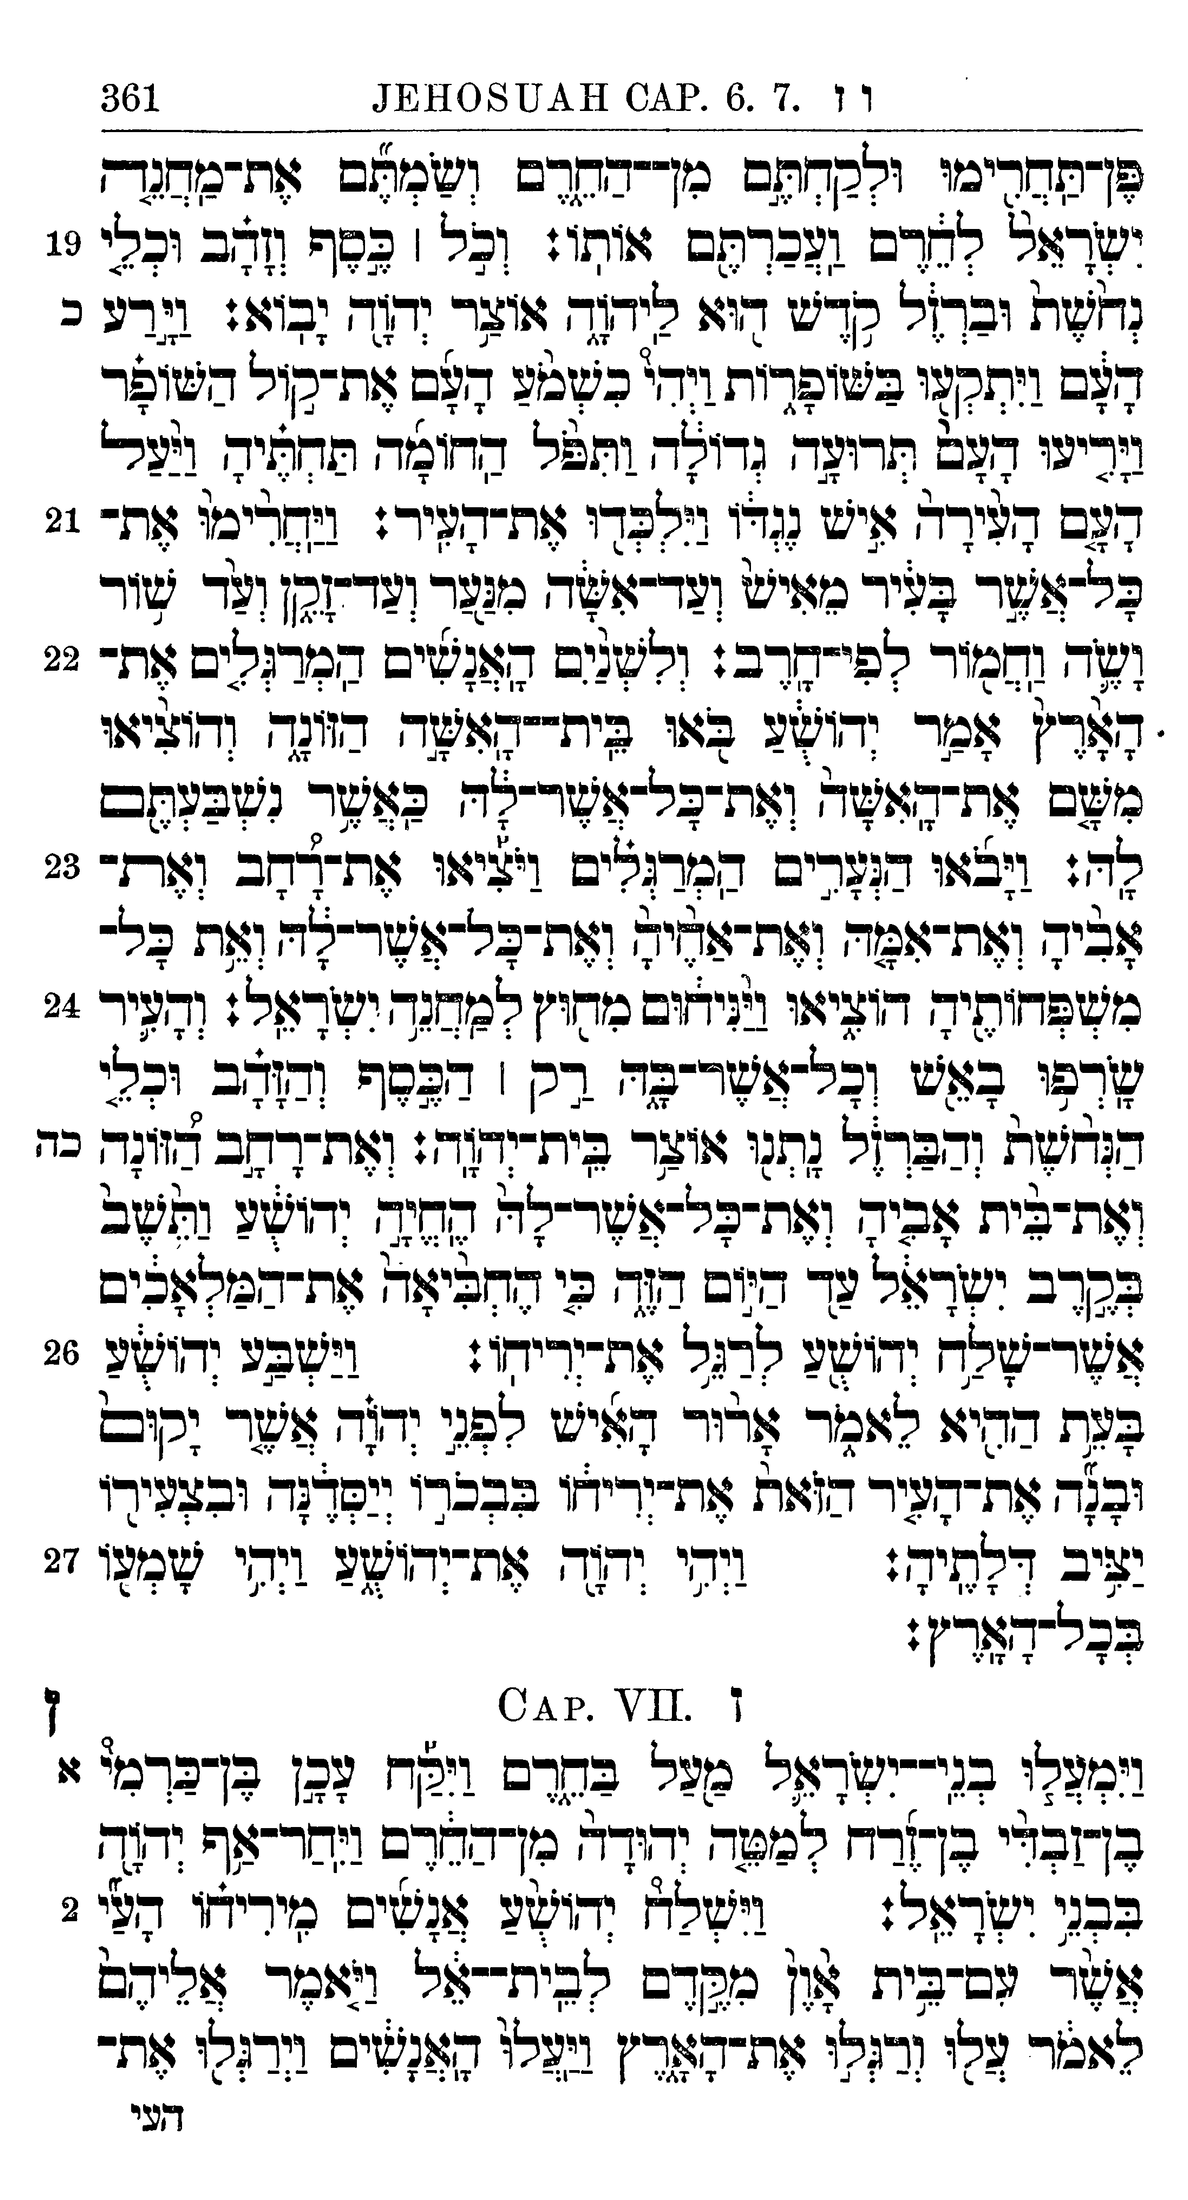 361 JEHOSUAH CAP. 6. 7. ו ז
פֶּן־תַּחֲרִ֖ימוּ וּלְקַחְתֶּ֣ם מִן־הַחֵ֑רֶם וְשַׂמְתֶּ֞ם אֶת־מַחֲנֵ֤ה
19 יִשְׂרָאֵל֙ לְחֵ֔רֶם וַעֲכַרְתֶּ֖ם אוֹתֽוֹ׃ וְכֹ֣ל ׀ כֶּ֣סֶף וְזָהָ֗ב וּכְלֵ֤י
כ נְחֹ֙שֶׁת֙ וּבַרְזֶ֔ל קֹ֥דֶשׁ ה֖וּא לַֽיהוָ֑ה אוֹצַ֥ר יְהוָ֖ה יָבֽוֹא׃ וַיָּ֣רַע
הָעָ֔ם וַֽיִּתְקְע֖וּ בַּשּׁוֹפָר֑וֹת וַיְהִי֩ כִשְׁמֹ֨עַ הָעָ֜ם אֶת־ק֣וֹל הַשּׁוֹפָ֗ר
וַיָּרִ֤יעוּ הָעָם֙ תְּרוּעָ֣ה גְדוֹלָ֔ה וַתִּפֹּ֨ל הַֽחוֹמָ֜ה תַּחְתֶּ֗יהָ וַיַּ֨עַל
21 הָעָ֤ם הָעִ֙ירָה֙ אִ֣ישׁ נֶגְדּ֔וֹ וַֽיִּלְכְּד֖וּ אֶת־הָעִֽיר׃ וַֽיַּחֲרִ֙ימוּ֙ אֶת־
כָּל־אֲשֶׁ֣ר בָּעִ֔יר מֵאִישׁ֙ וְעַד־אִשָּׁ֔ה מִנַּ֖עַר וְעַד־זָקֵ֑ן וְעַ֨ד שׁ֥וֹר
22 וָשֶׂ֛ה וַחֲמ֖וֹר לְפִי־חָֽרֶב׃ וְלִשְׁנַ֨יִם הָאֲנָשִׁ֜ים הַֽמְרַגְּלִ֤ים אֶת־
הָאָ֙רֶץ֙ אָמַ֣ר יְהוֹשֻׁ֔עַ בֹּ֖אוּ בֵּית־הָאִשָּׁ֣ה הַזּוֹנָ֑ה וְהוֹצִ֨יאוּ
מִשָּׁ֤ם אֶת־הָֽאִשָּׁה֙ וְאֶת־כָּל־אֲשֶׁר־לָ֔הּ כַּאֲשֶׁ֥ר נִשְׁבַּעְתֶּ֖ם
23 לָֽהּ׃ וַיָּבֹ֜אוּ הַנְּעָרִ֣ים הַֽמְרַגְּלִ֗ים וַיֹּצִ֡יאוּ אֶת־רָ֠חָב וְאֶת־
אָבִ֨יהָ וְאֶת־אִמָּ֤הּ וְאֶת־אַחֶ֙יהָ֙ וְאֶת־כָּל־אֲשֶׁר־לָ֔הּ וְאֵ֥ת כָּל־
24 מִשְׁפְּחוֹתֶ֖יהָ הוֹצִ֑יאוּ וַיַּ֨נִּיח֔וּם מִח֖וּץ לְמַחֲנֵ֥ה יִשְׂרָאֵֽל׃ וְהָעִ֛יר
שָׂרְפ֥וּ בָאֵ֖שׁ וְכָל־אֲשֶׁר־בָּ֑הּ רַ֣ק ׀ הַכֶּ֣סֶף וְהַזָּהָ֗ב וּכְלֵ֤י
כה הַנְּחֹ֙שֶׁת֙ וְהַבַּרְזֶ֔ל נָתְנ֖וּ אוֹצַ֥ר בֵּית־יְהוָֽה׃ וְאֶת־רָחָ֣ב הַ֠זּוֹנָה
וְאֶת־בֵּ֨ית אָבִ֤יהָ וְאֶת־כָּל־אֲשֶׁר־לָהּ֙ הֶחֱיָ֣ה יְהוֹשֻׁ֔עַ וַתֵּ֙שֶׁב֙
בְּקֶ֣רֶב יִשְׂרָאֵ֔ל עַ֖ד הַיּ֣וֹם הַזֶּ֑ה כִּ֤י הֶחְבִּ֙יאָה֙ אֶת־הַמַּלְאָכִ֔ים
26 אֲשֶׁר־שָׁלַ֥ח יְהוֹשֻׁ֖עַ לְרַגֵּ֥ל אֶת־יְרִיחֽוֹ׃ וַיַּשְׁבַּ֣ע יְהוֹשֻׁ֔עַ
בָּעֵ֥ת הַהִ֖יא לֵאמֹ֑ר אָר֨וּר הָאִ֜ישׁ לִפְנֵ֣י יְהוָ֗ה אֲשֶׁ֤ר יָקוּם֙
וּבָנָ֞ה אֶת־הָעִ֤יר הַזֹּאת֙ אֶת־יְרִיח֔וֹ בִּבְכֹר֣וֹ יְיַסְּדֶ֔נָּה וּבִצְעִיר֖וֹ
27 יַצִּ֥יב דְּלָתֶֽיהָ׃ וַיְהִ֥י יְהוָ֖ה אֶת־יְהוֹשֻׁ֑עַ וַיְהִ֥י שָׁמְע֖וֹ
בְּכָל־הָאָֽרֶץ׃
ז CAP. VII. ז
א וַיִּמְעֲל֧וּ בְנֵֽי־יִשְׂרָאֵ֛ל מַ֖עַל בַּחֵ֑רֶם וַיִּקַּ֡ח עָכָ֣ן בֶּן־כַּרְמִי֩
בֶן־זַבְדִּ֨י בֶן־זֶ֜רַח לְמַטֵּ֤ה יְהוּדָה֙ מִן־הַחֵ֔רֶם וַיִּֽחַר־אַ֥ף יְהוָ֖ה
2 בִּבְנֵ֥י יִשְׂרָאֵֽל׃ וַיִּשְׁלַח֩ יְהוֹשֻׁ֨עַ אֲנָשִׁ֜ים מִֽירִיח֗וֹ הָעַ֞י
אֲשֶׁ֨ר עִם־בֵּ֥ית אָ֙וֶן֙ מִקֶּ֣דֶם לְבֵֽית־אֵ֔ל וַיֹּ֤אמֶר אֲלֵיהֶם֙
לֵאמֹ֔ר עֲל֖וּ וְרַגְּל֣וּ אֶת־הָאָ֑רֶץ וַֽיַּעֲלוּ֙ הָאֲנָשִׁ֔ים וַֽיְרַגְּל֖וּ אֶת־
העי